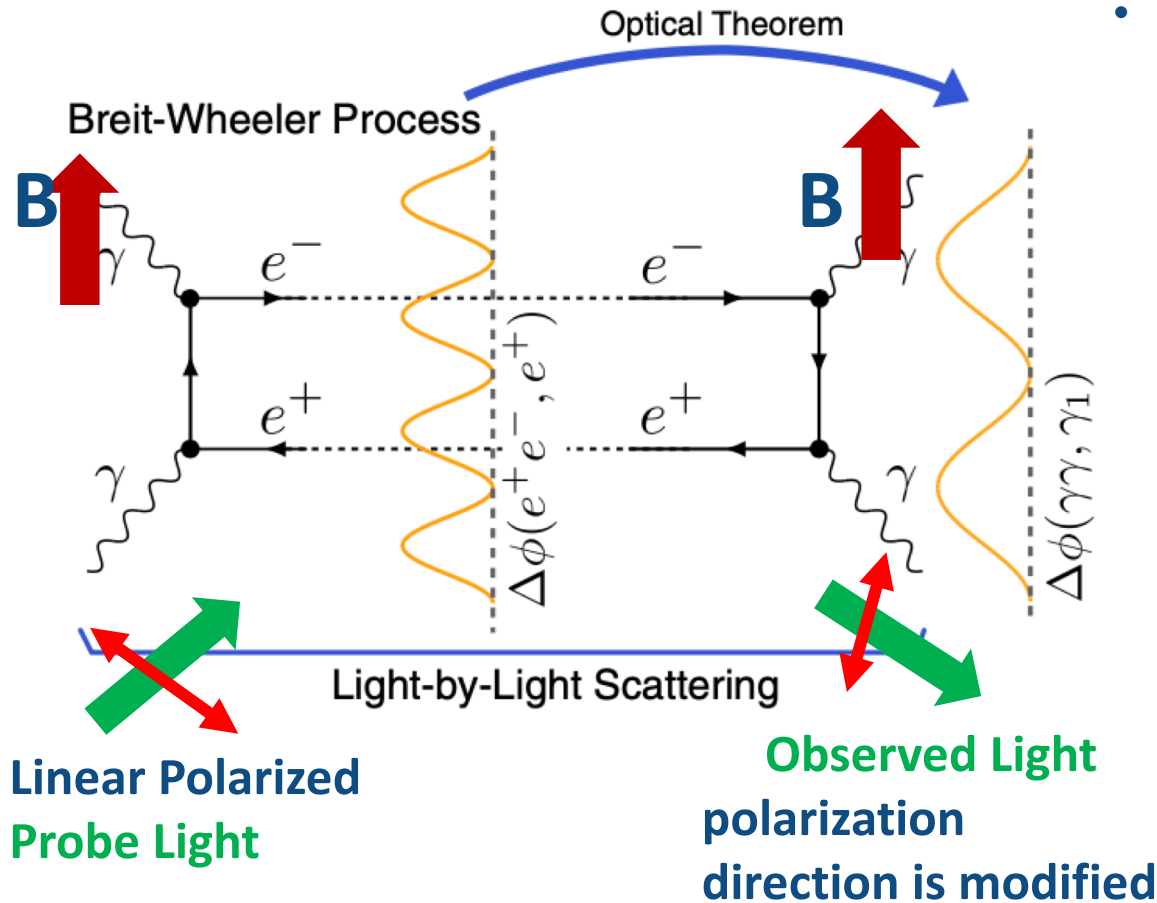 Optical Theorem
Breit-Wheeler Process
B
B
γ
e⁻
e⁻
γ
e⁺
e⁺
γ
γ
Δϕ(e⁺e⁻, e⁺)
Δϕ(γγ, γ₁)
Light-by-Light Scattering
Linear Polarized
Probe Light
Observed Light
polarization
direction is modified